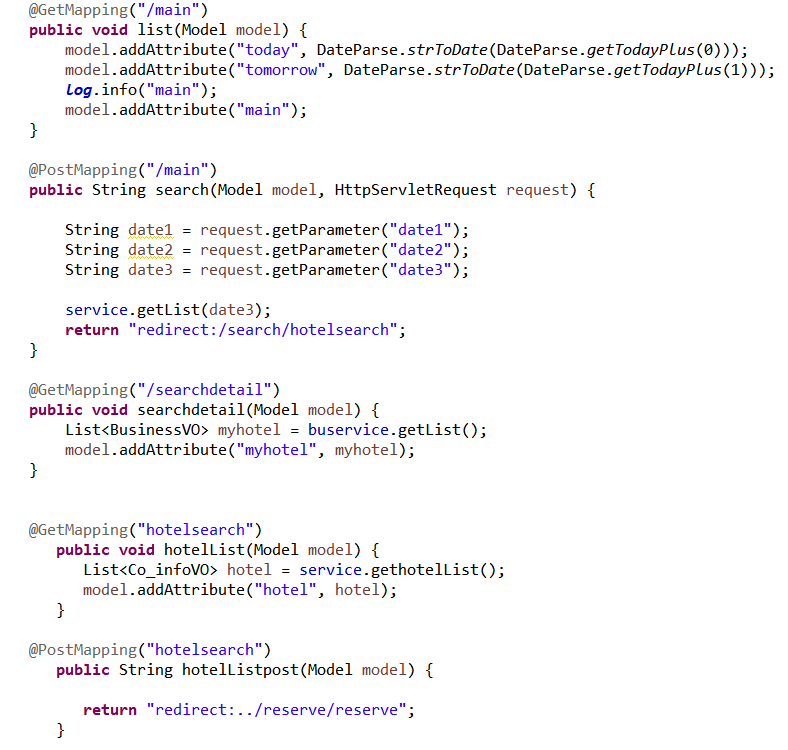 @GetMapping("/main")
public void list(Model model) {
    model.addAttribute("today", DateParse.strToDate(DateParse.getTodayPlus(0)));
    model.addAttribute("tomorrow", DateParse.strToDate(DateParse.getTodayPlus(1)));
    log.info("main");
    model.addAttribute("main");
}

@PostMapping("/main")
public String search(Model model, HttpServletRequest request) {

    String date1 = request.getParameter("date1");
    String date2 = request.getParameter("date2");
    String date3 = request.getParameter("date3");

    service.getList(date3);
    return "redirect:/search/hotelsearch";
}

@GetMapping("/searchdetail")
public void searchdetail(Model model) {
    List<BusinessVO> myhotel = buservice.getList();
    model.addAttribute("myhotel", myhotel);
}


@GetMapping("hotelsearch")
   public void hotelList(Model model) {
      List<Co_infoVO> hotel = service.gethotelList();
      model.addAttribute("hotel", hotel);
   }

@PostMapping("hotelsearch")
   public String hotelListpost(Model model) {

      return "redirect:../reserve/reserve";
   }